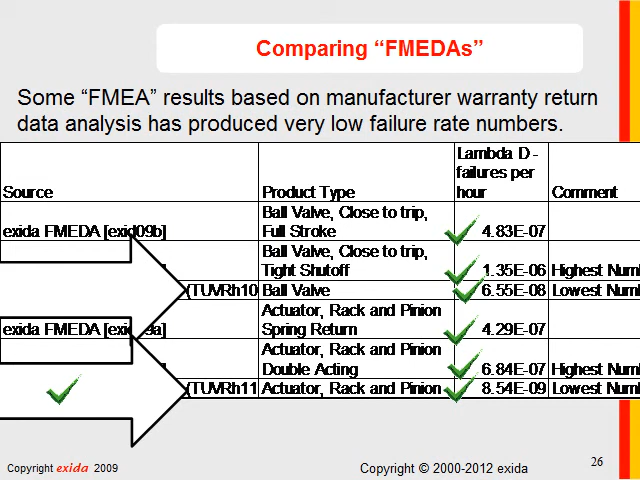 Comparing “FMEDAs”
Some “FMEA” results based on manufacturer warranty return
data analysis has produced very low failure rate numbers.
Lambda D -
failures per
Source Product Type hour Comment
Ball Valve, Close to trip,
exida FMEDA [exid09b] Full Stroke 4.83E-07
Ball Valve, Close to trip,
Tight Shutoff 1.35E-06 Highest Num
(TUVRh10 Ball Valve 6.55E-08 Lowest Num
Actuator, Rack and Pinion
exida FMEDA [exid09a] Spring Return 4.29E-07
Actuator, Rack and Pinion
Double Acting 6.84E-07 Highest Num
(TUVRh11 Actuator, Rack and Pinion 8.54E-09 Lowest Num
26
Copyright exida 2009 Copyright © 2000-2012 exida